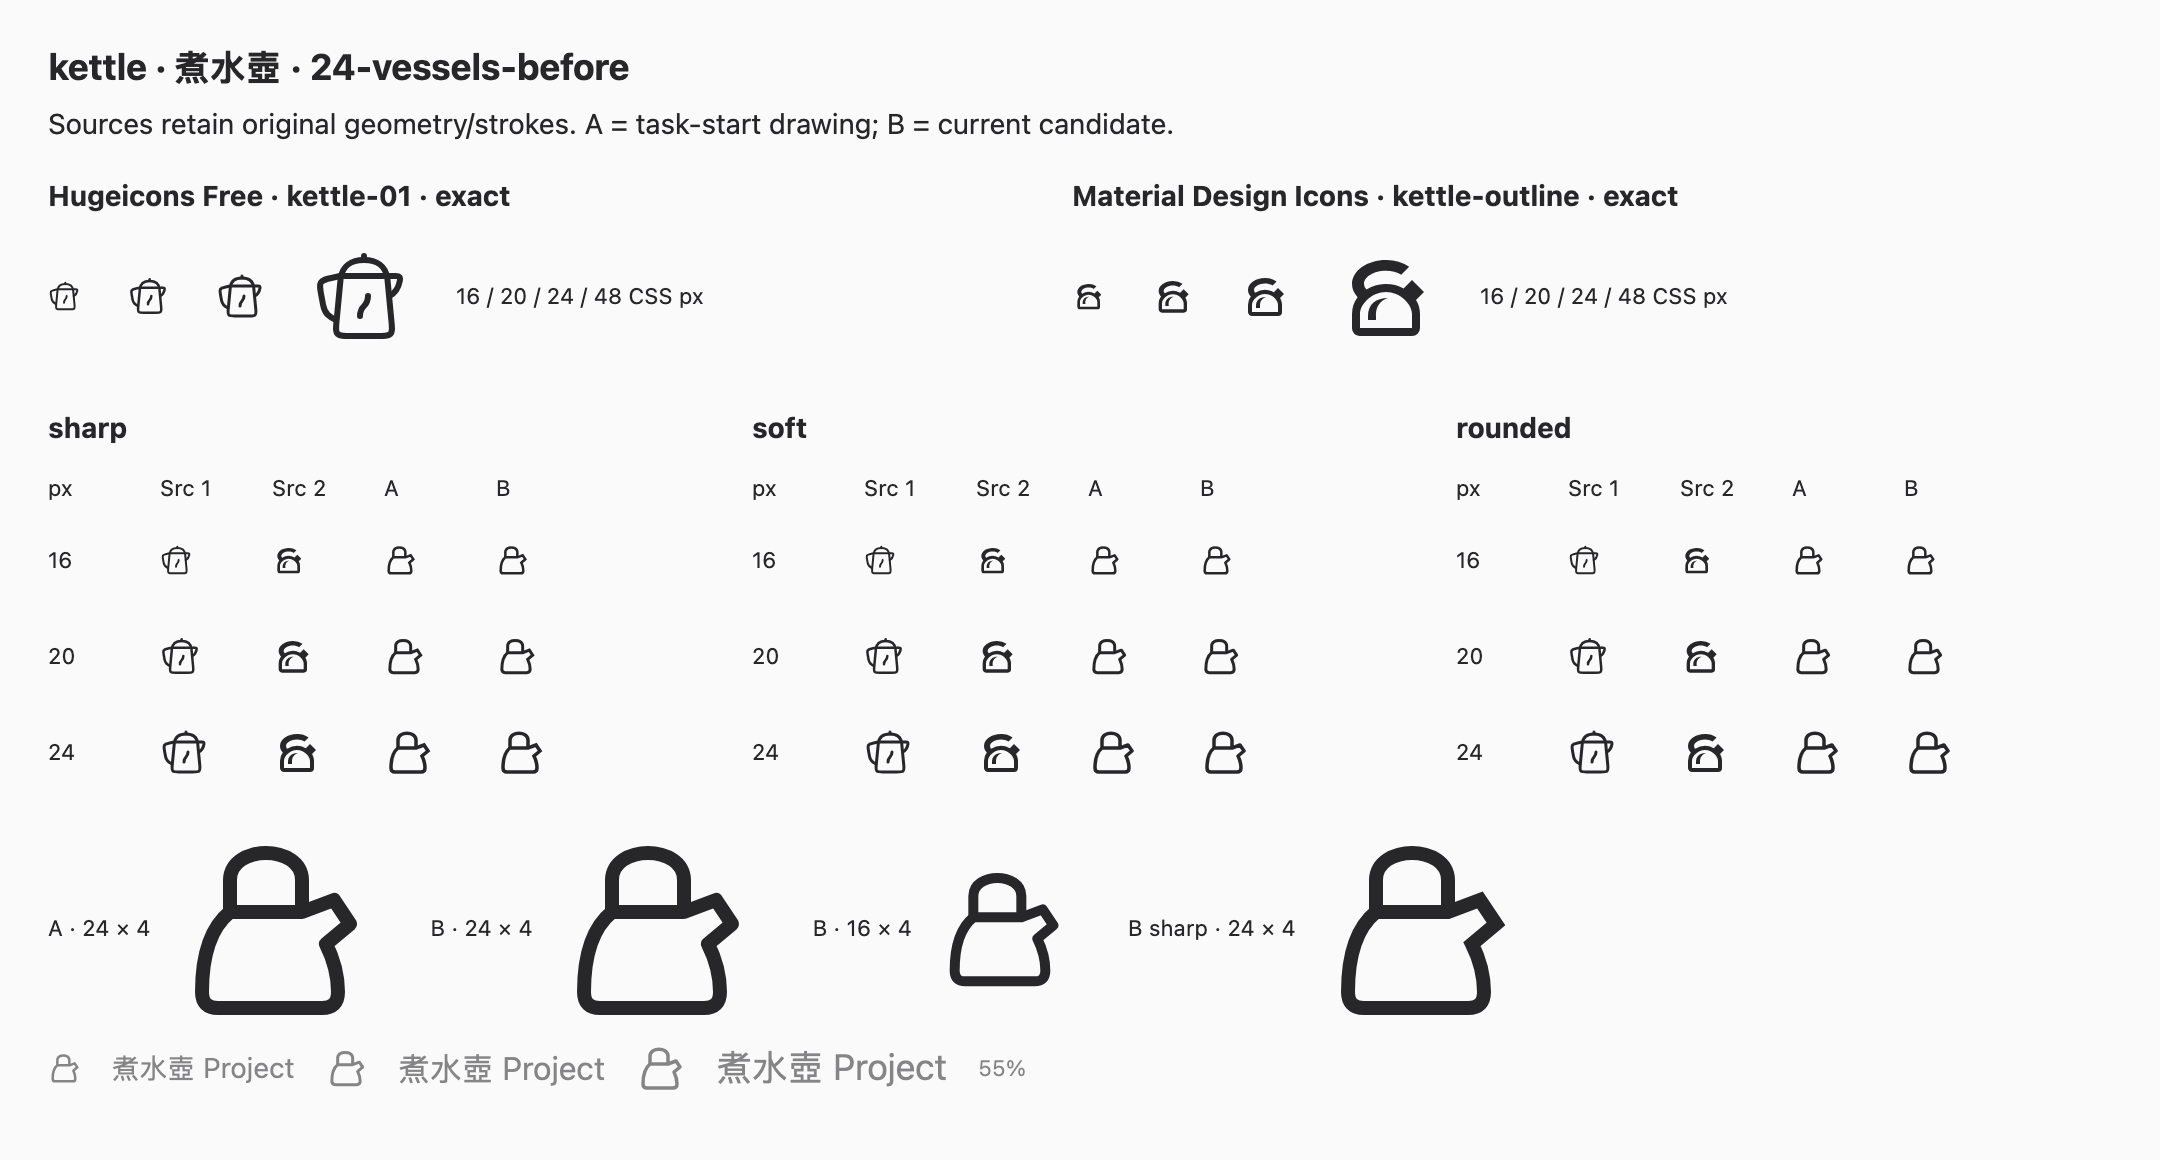 kettle · 煮水壺 · 24-vessels-before
Sources retain original geometry/strokes. A = task-start drawing; B = current candidate.
Hugeicons Free · kettle-01 · exact
16 / 20 / 24 / 48 CSS px
Material Design Icons · kettle-outline · exact
16 / 20 / 24 / 48 CSS px
sharp
px Src 1 Src 2 A B
16
20
24
soft
px Src 1 Src 2 A B
16
20
24
rounded
px Src 1 Src 2 A B
16
20
24
A · 24 × 4
B · 24 × 4
B · 16 × 4
B sharp · 24 × 4
煮水壺 Project 煮水壺 Project 煮水壺 Project 55%